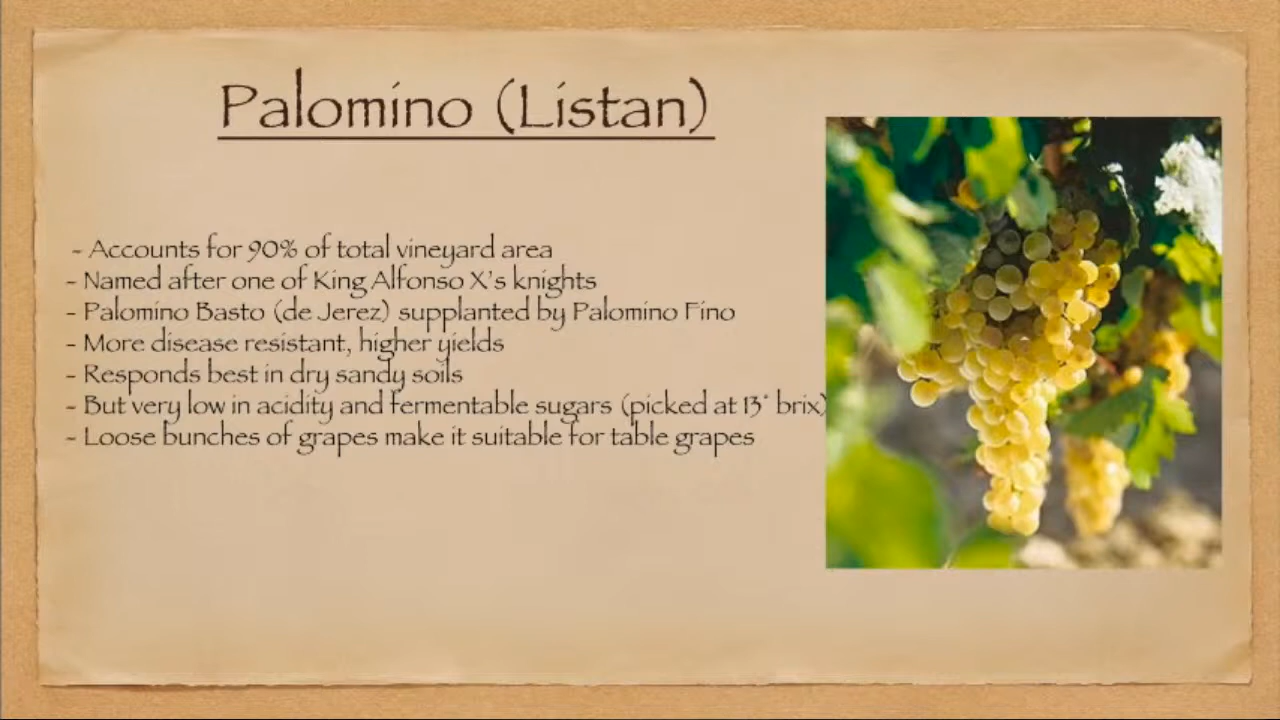 Palomino (Listan)
- Accounts for 90% of total vineyard area
- Named after one of King Alfonso X's knights
- Palomino Basto (de Jerez) supplanted by Palomino Fino
- More disease resistant, higher yields
- Responds best in dry sandy soils
- But very low in acidity and fermentable sugars (picked at 13° brix)
- Loose bunches of grapes make it suitable for table grapes